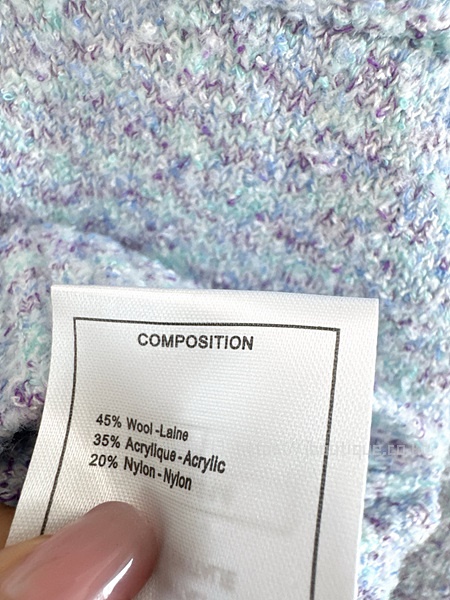 COMPOSITION
45% Wool-Laine
35% Acrylique-Acrylic
20% Nylon-Nylon